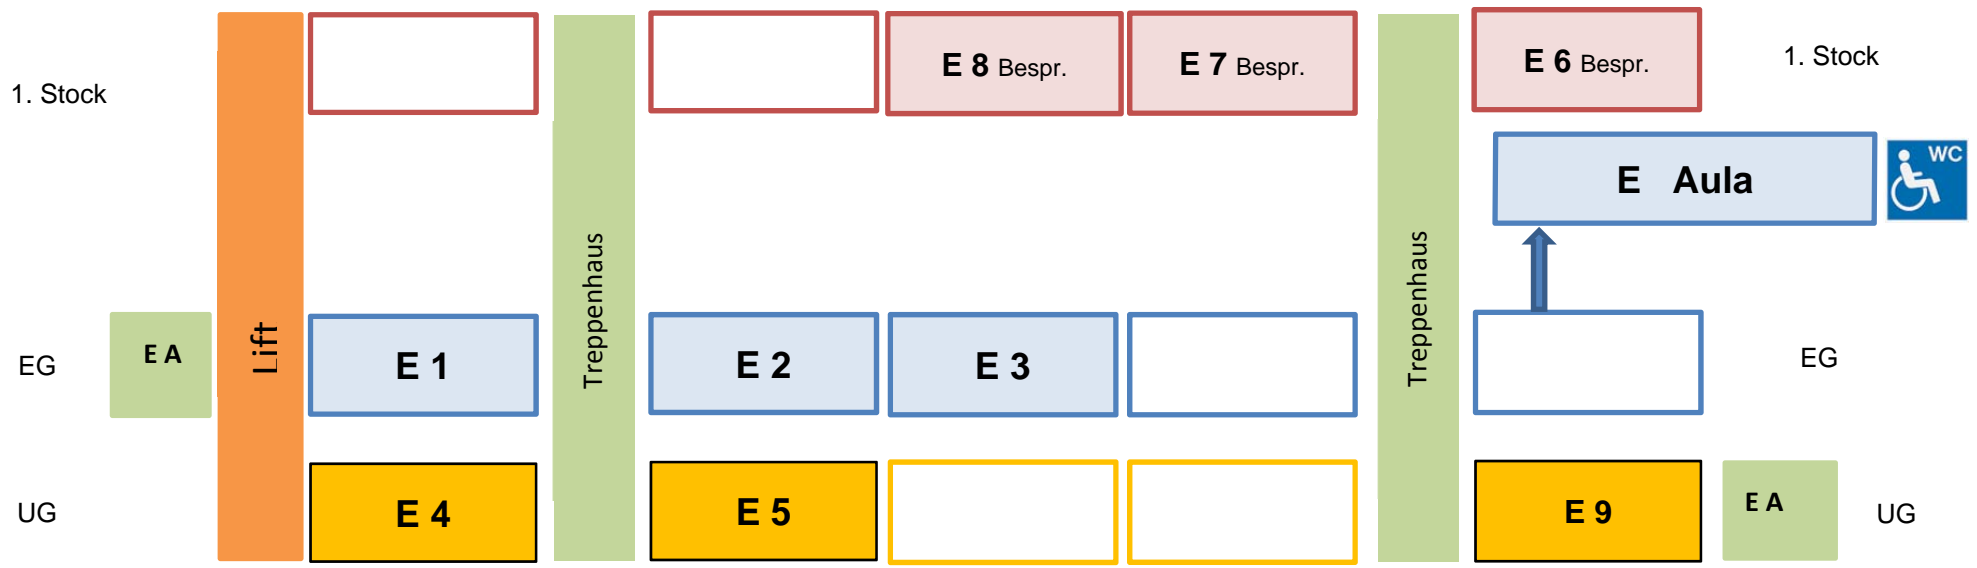 1. Stock
E 8 Bespr.
E 7 Bespr.
E 6 Bespr.
1. Stock
E Aula
WC
Lift
Treppenhaus
Treppenhaus
EG
E A
E 1
E 2
E 3
EG
UG
E 4
E 5
E 9
E A
UG